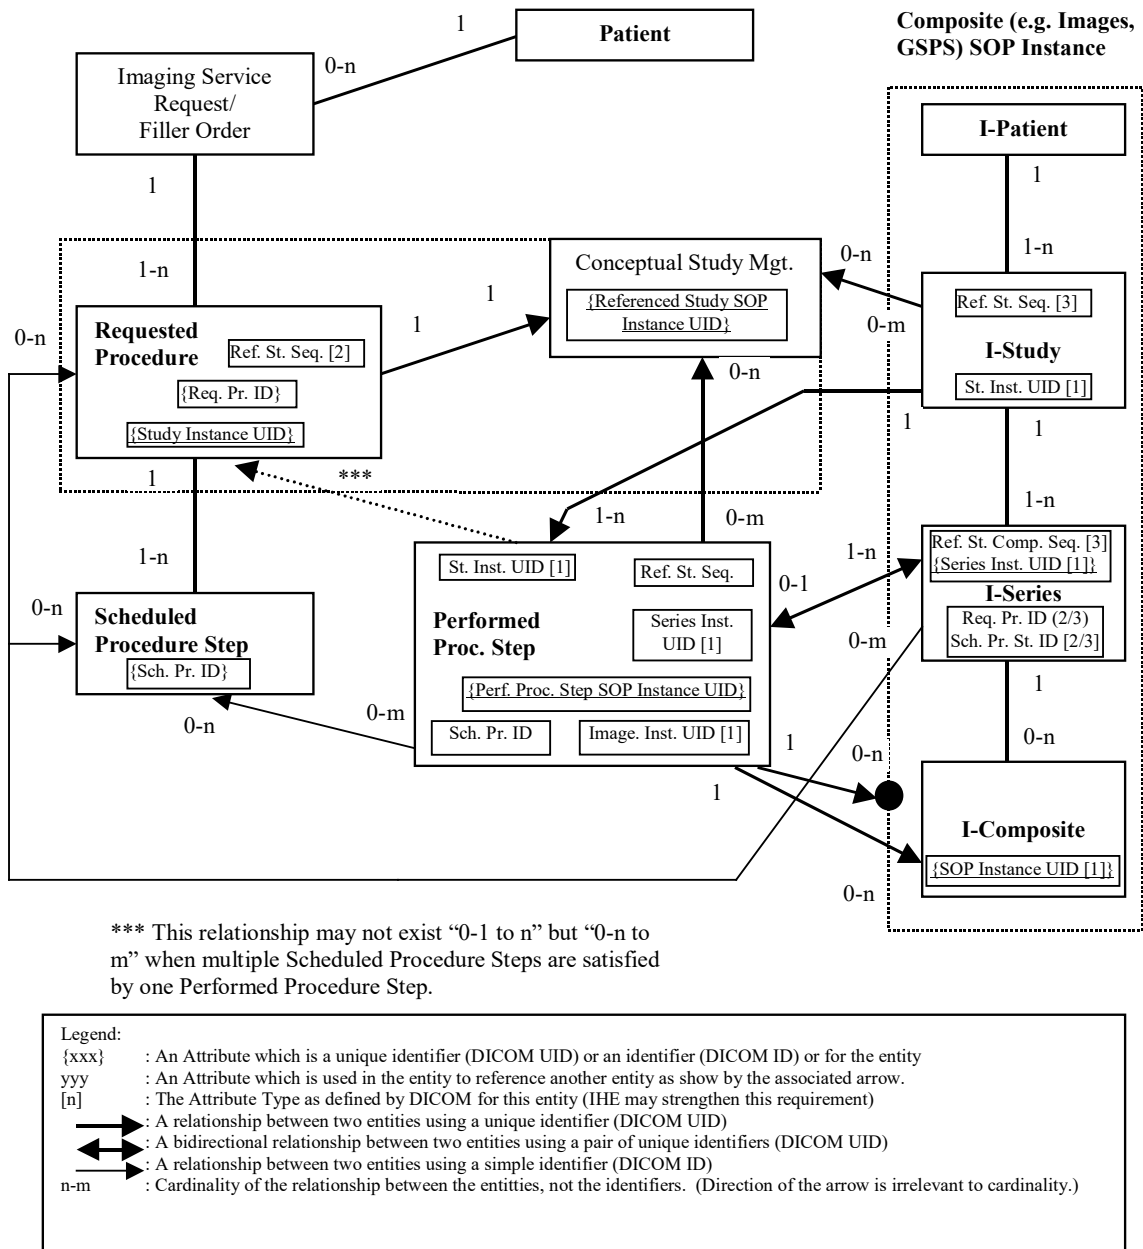 1
Patient
Composite (e.g. Images,
GSPS) SOP Instance
0-n
Imaging Service
Request/
Filler Order
I-Patient
1
1
1-n
1-n
Conceptual Study Mgt.
{Referenced Study SOP
Instance UID}
0-n
Ref. St. Seq. [3]
0-m
I-Study
St. Inst. UID [1]
1
1
0-n
Requested
Procedure
Ref. St. Seq. [2]
{Req. Pr. ID}
{Study Instance UID}
0-n
1
1
1
***
1-n
0-m
1-n
1-n
0-n
Scheduled
Procedure Step
{Sch. Pr. ID}
St. Inst. UID [1]
Ref. St. Seq.
Performed
Proc. Step
Series Inst.
UID [1]
{Perf. Proc. Step SOP Instance UID}
Sch. Pr. ID
Image. Inst. UID [1]
1-n
0-1
Ref. St. Comp. Seq. [3]
{Series Inst. UID [1]}
I-Series
Req. Pr. ID (2/3)
Sch. Pr. St. ID [2/3]
0-m
0-m
0-n
1
0-n
1
0-n
1
I-Composite
{SOP Instance UID [1]}
0-n
*** This relationship may not exist “0-1 to n” but “0-n to
m” when multiple Scheduled Procedure Steps are satisfied
by one Performed Procedure Step.
Legend:
{xxx} : An Attribute which is a unique identifier (DICOM UID) or an identifier (DICOM ID) or for the entity
yyy : An Attribute which is used in the entity to reference another entity as show by the associated arrow.
[n] : The Attribute Type as defined by DICOM for this entity (IHE may strengthen this requirement)
: A relationship between two entities using a unique identifier (DICOM UID)
: A bidirectional relationship between two entities using a pair of unique identifiers (DICOM UID)
: A relationship between two entities using a simple identifier (DICOM ID)
n-m : Cardinality of the relationship between the entitties, not the identifiers. (Direction of the arrow is irrelevant to cardinality.)